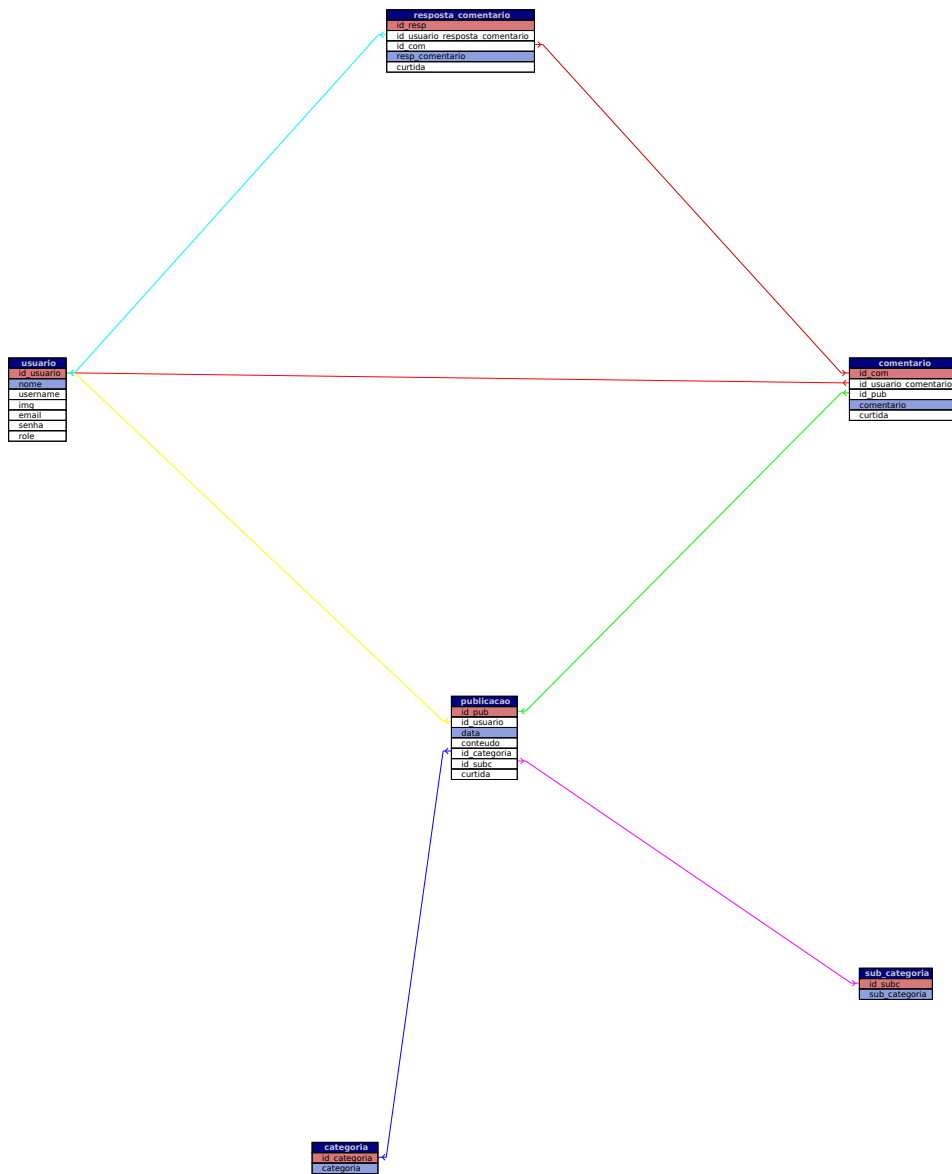 resposta_comentario
id_resp
id_usuario_resposta_comentario
id_com
resp_comentario
curtida
usuario
id_usuario
nome
username
img
email
senha
role
comentario
id_com
id_usuario_comentario
id_pub
comentario
curtida
publicacao
id_pub
id_usuario
data
conteudo
id_categoria
id_subc
curtida
sub_categoria
id_subc
sub_categoria
categoria
id_categoria
categoria